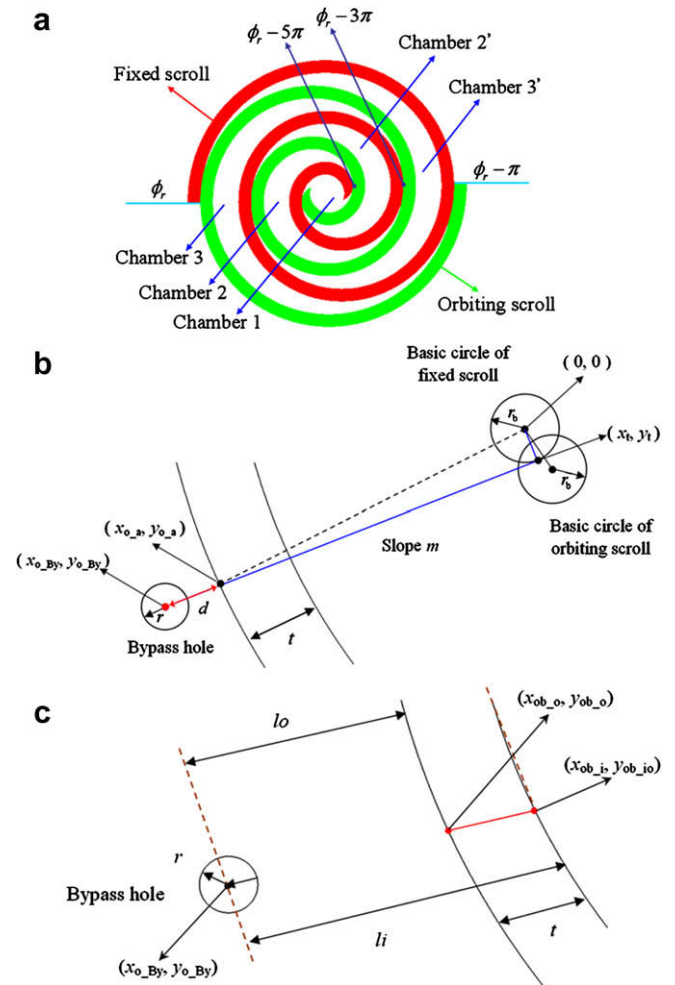 a
ϕr − 5π
ϕr − 3π
Fixed scroll
Chamber 2'
Chamber 3'
ϕr
ϕr − π
Chamber 3
Chamber 2
Chamber 1
Orbiting scroll
b
Basic circle of
fixed scroll
(0, 0)
rb
(xt, yt)
(xo_a, yo_a)
rb
(xo_By, yo_By)
Slope m
Basic circle of
orbiting scroll
r
d
Bypass hole
t
c
lo
(xob_o, yob_o)
(xob_i, yob_io)
r
Bypass hole
li
t
(xo_By, yo_By)